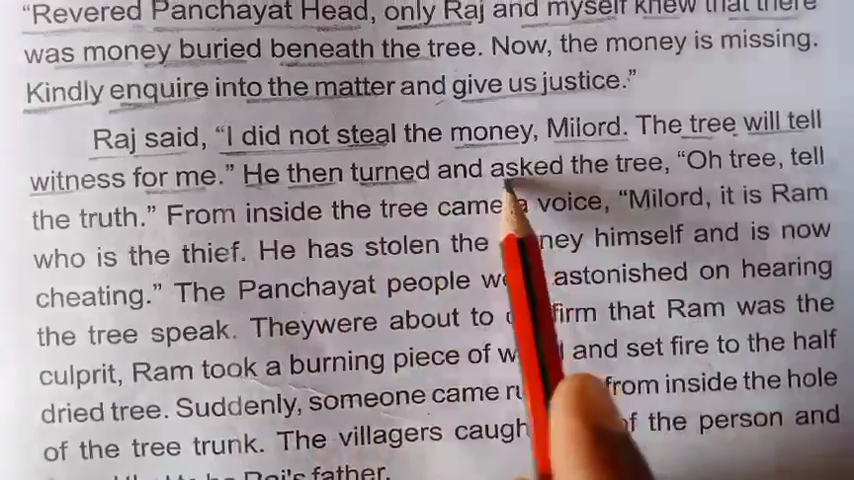 “Revered Panchayat Head, only Raj and myself knew that there
was money buried beneath the tree. Now, the money is missing.
Kindly enquire into the matter and give us justice.”
Raj said, “I did not steal the money, Milord. The tree will tell
witness for me.” He then turned and asked the tree, “Oh tree, tell
the truth.” From inside the tree came a voice, “Milord, it is Ram
who is the thief. He has stolen the money himself and is now
cheating.” The Panchayat people were astonished on hearing
the tree speak. Theywere about to confirm that Ram was the
culprit, Ram took a burning piece of and set fire to the half
dried tree. Suddenly, someone came from inside the hole
of the tree trunk. The villagers of the person and
Raj's father.